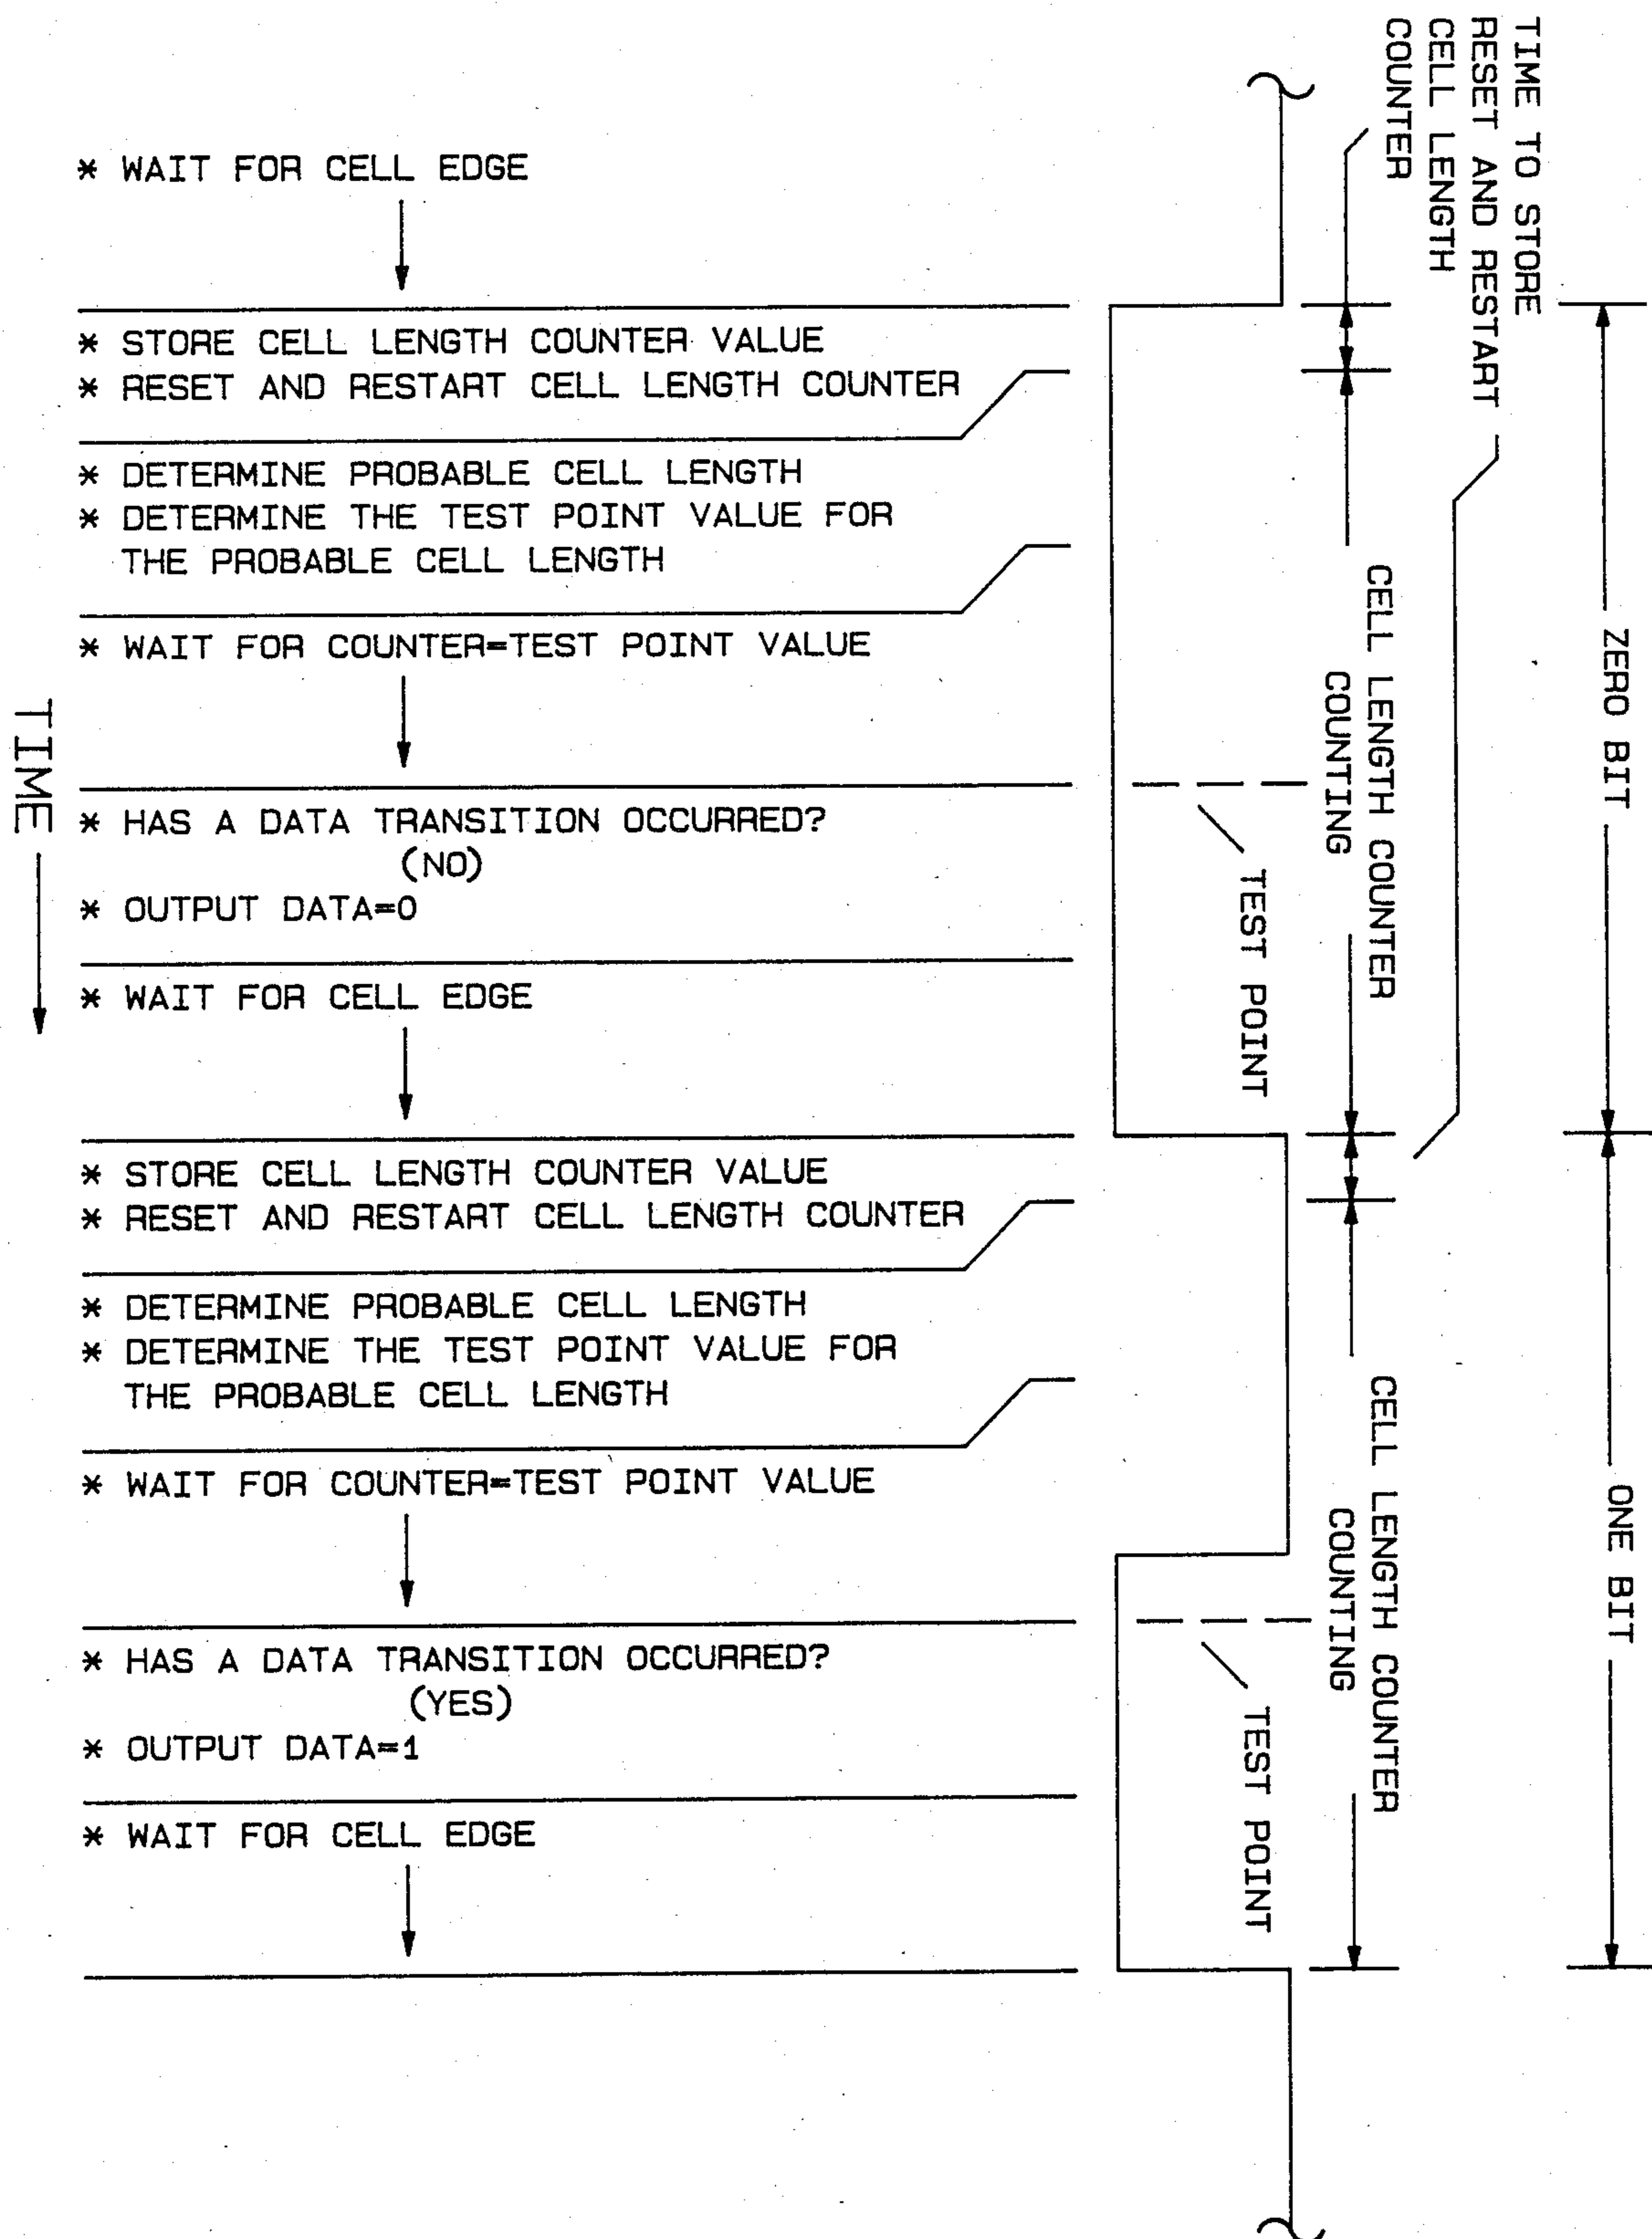 * WAIT FOR CELL EDGE
* STORE CELL LENGTH COUNTER VALUE
* RESET AND RESTART CELL LENGTH COUNTER
* DETERMINE PROBABLE CELL LENGTH
* DETERMINE THE TEST POINT VALUE FOR
THE PROBABLE CELL LENGTH
* WAIT FOR COUNTER=TEST POINT VALUE
* HAS A DATA TRANSITION OCCURRED?
(NO)
* OUTPUT DATA=0
* WAIT FOR CELL EDGE
* STORE CELL LENGTH COUNTER VALUE
* RESET AND RESTART CELL LENGTH COUNTER
* DETERMINE PROBABLE CELL LENGTH
* DETERMINE THE TEST POINT VALUE FOR
THE PROBABLE CELL LENGTH
* WAIT FOR COUNTER=TEST POINT VALUE
* HAS A DATA TRANSITION OCCURRED?
(YES)
* OUTPUT DATA=1
* WAIT FOR CELL EDGE
TIME
TIME TO STORE
RESET AND RESTART
CELL LENGTH
COUNTER
ZERO BIT
ONE BIT
CELL LENGTH COUNTER
COUNTING
CELL LENGTH COUNTER
COUNTING
TEST POINT
TEST POINT